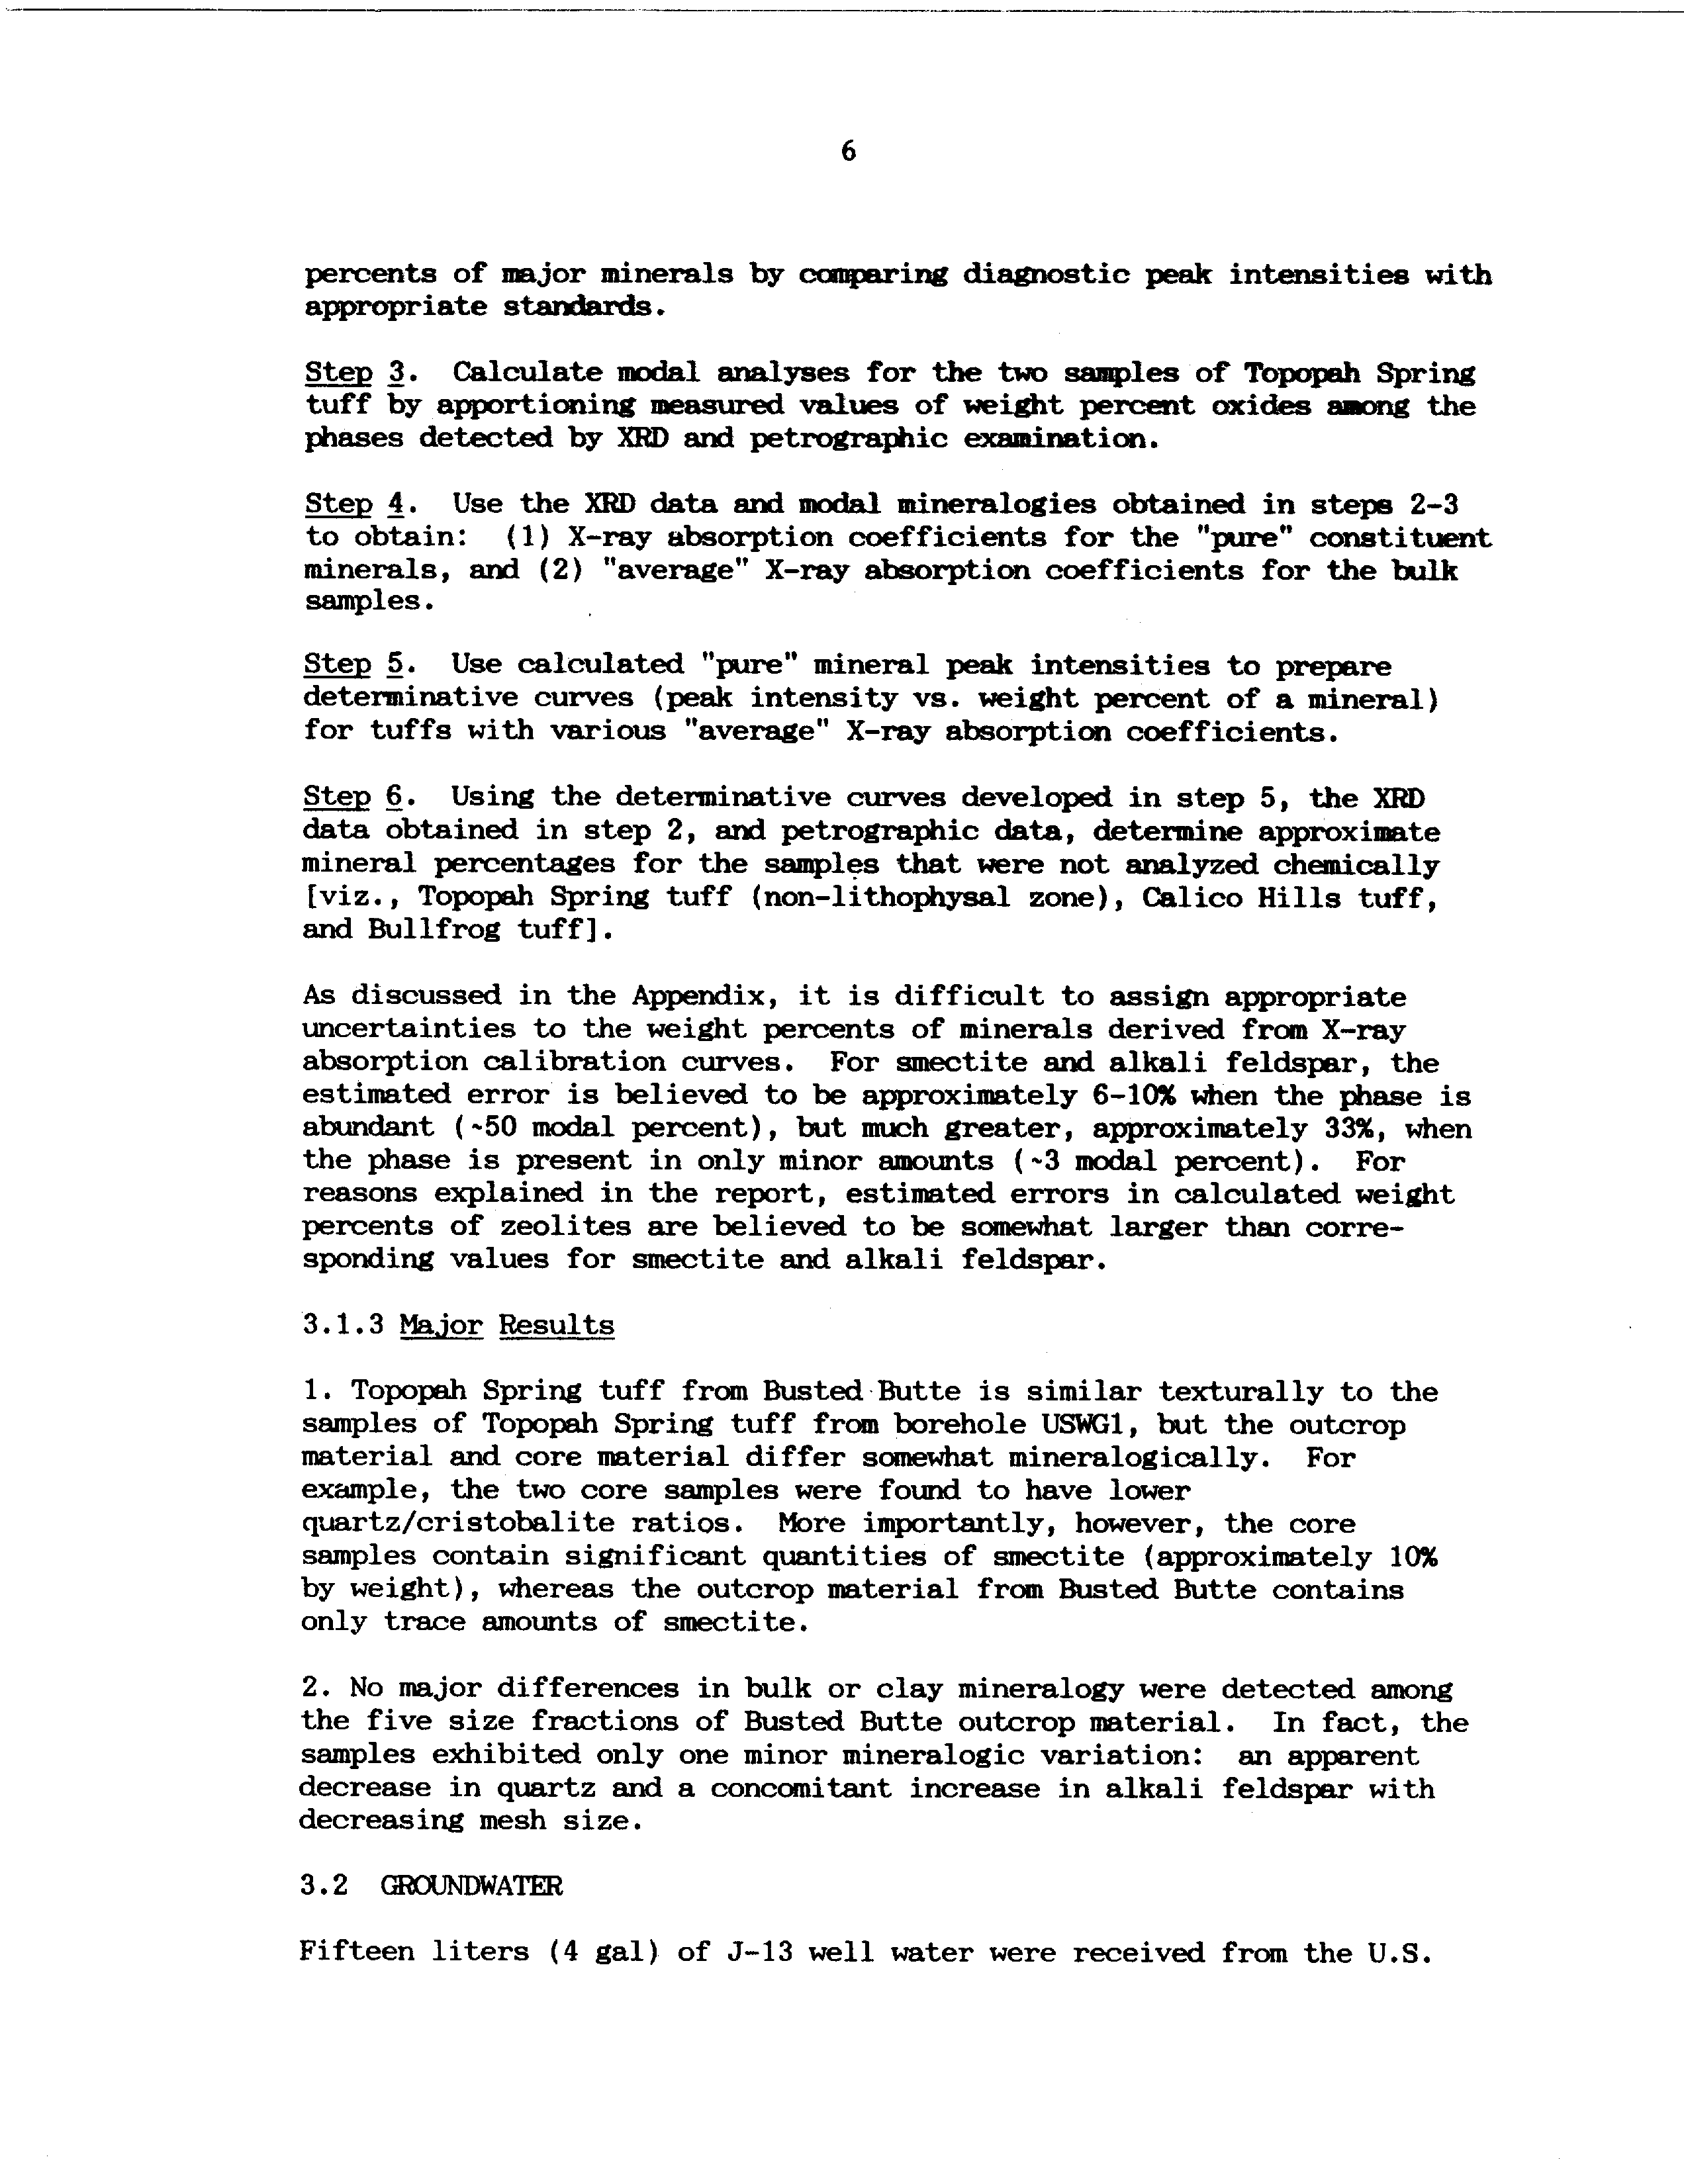 6
percents of major minerals by comparing diagnostic peak intensities with
appropriate standards.
Step 3. Calculate modal analyses for the two samples of Topopah Spring
tuff by apportioning measured values of weight percent oxides among the
phases detected by XRD and petrographic examination.
Step 4. Use the XRD data and modal mineralogies obtained in steps 2-3
to obtain: (1) X-ray absorption coefficients for the "pure" constituent
minerals, and (2) "average" X-ray absorption coefficients for the bulk
samples.
Step 5. Use calculated "pure" mineral peak intensities to prepare
determinative curves (peak intensity vs. weight percent of a mineral)
for tuffs with various "average" X-ray absorption coefficients.
Step 6. Using the determinative curves developed in step 5, the XRD
data obtained in step 2, and petrographic data, determine approximate
mineral percentages for the samples that were not analyzed chemically
[viz., Topopah Spring tuff (non-lithophysal zone), Calico Hills tuff,
and Bullfrog tuff].
As discussed in the Appendix, it is difficult to assign appropriate
uncertainties to the weight percents of minerals derived from X-ray
absorption calibration curves. For smectite and alkali feldspar, the
estimated error is believed to be approximately 6-10% when the phase is
abundant (~50 modal percent), but much greater, approximately 33%, when
the phase is present in only minor amounts (~3 modal percent). For
reasons explained in the report, estimated errors in calculated weight
percents of zeolites are believed to be somewhat larger than corre-
sponding values for smectite and alkali feldspar.
3.1.3 Major Results
1. Topopah Spring tuff from Busted Butte is similar texturally to the
samples of Topopah Spring tuff from borehole USWG1, but the outcrop
material and core material differ somewhat mineralogically. For
example, the two core samples were found to have lower
quartz/cristobalite ratios. More importantly, however, the core
samples contain significant quantities of smectite (approximately 10%
by weight), whereas the outcrop material from Busted Butte contains
only trace amounts of smectite.
2. No major differences in bulk or clay mineralogy were detected among
the five size fractions of Busted Butte outcrop material. In fact, the
samples exhibited only one minor mineralogic variation: an apparent
decrease in quartz and a concomitant increase in alkali feldspar with
decreasing mesh size.
3.2 GROUNDWATER
Fifteen liters (4 gal) of J-13 well water were received from the U.S.